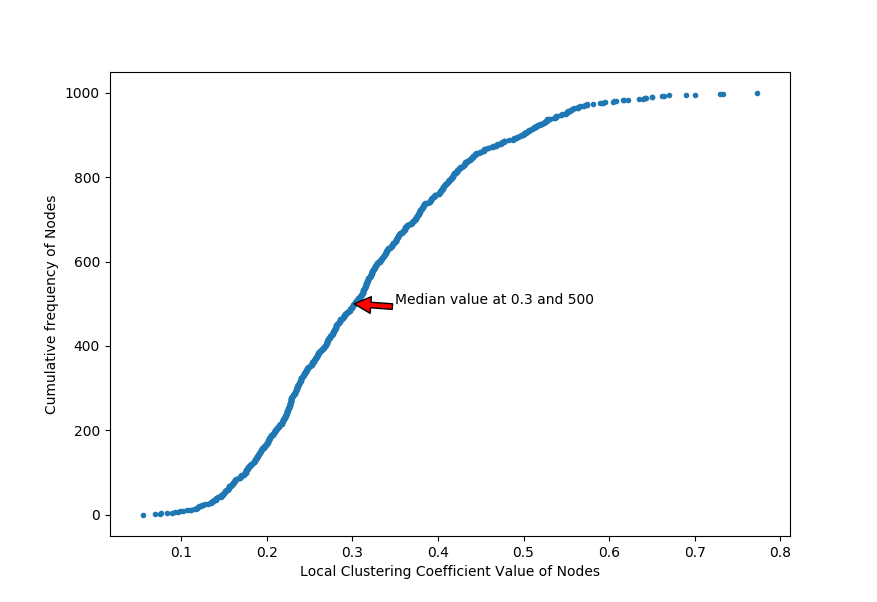 1000
800
600
400
200
0
Cumulative frequency of Nodes
Median value at 0.3 and 500
0.1 0.2 0.3 0.4 0.5 0.6 0.7 0.8
Local Clustering Coefficient Value of Nodes